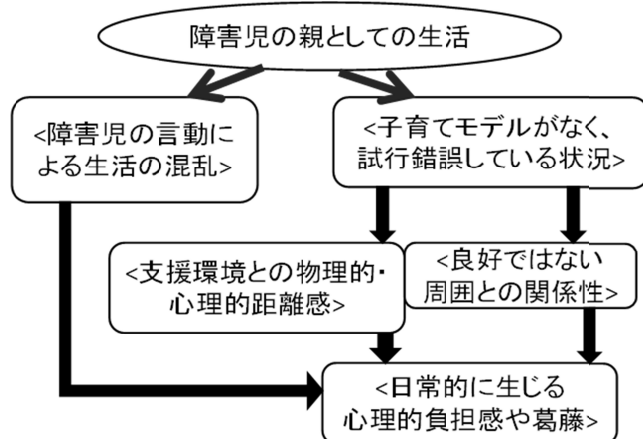 障害児の親としての生活
<障害児の言動に
よる生活の混乱>
<子育てモデルがなく、
試行錯誤している状況>
<支援環境との物理的・
心理的距離感>
<良好ではない
周囲との関係性>
<日常的に生じる
心理的負担感や葛藤>